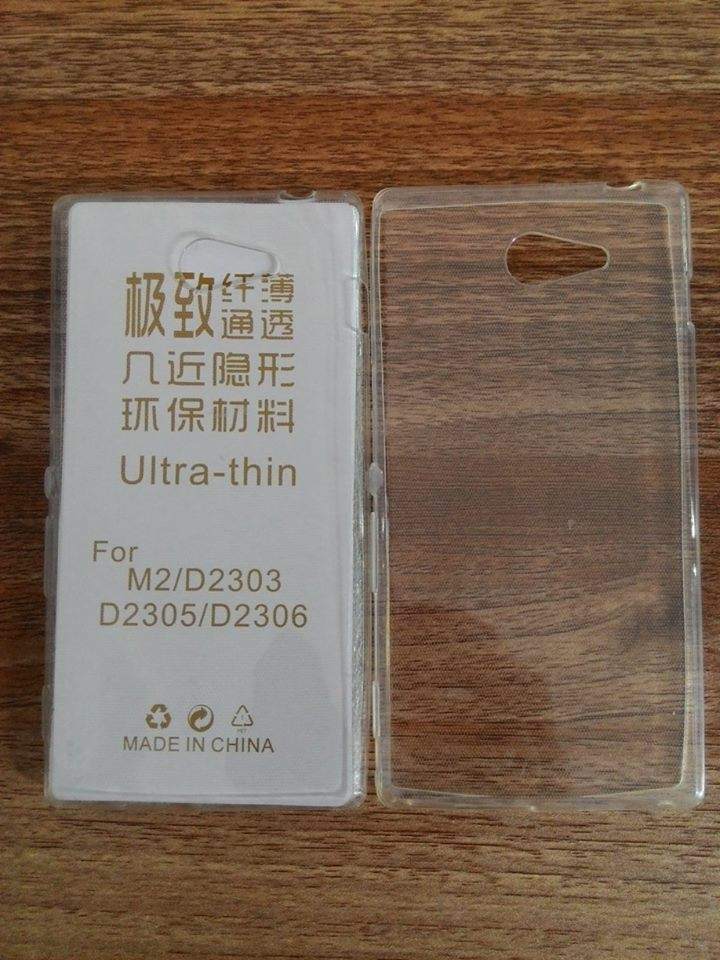 极致纤薄
通透
几近隐形
环保材料
Ultra-thin
For
M2/D2303
D2305/D2306
MADE IN CHINA